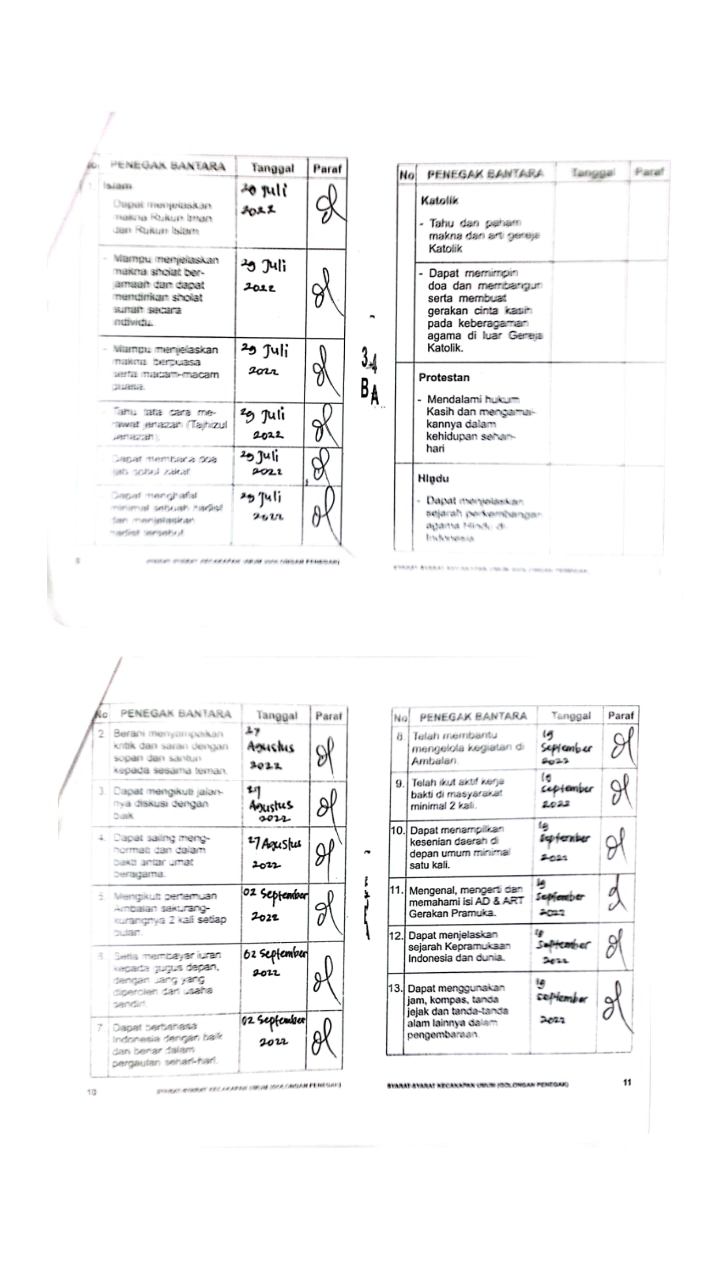 No PENEGAK BANTARA Tanggal Paraf
1. Islam
Dapat menjelaskan
makna Rukun Iman
dan Rukun Islam
20 Juli
2022
- Mampu menjelaskan
makna sholat ber-
jamaah dan dapat
mendirikan sholat
sunah secara
individu.
29 Juli
2022
- Mampu menjelaskan
makna berpuasa
serta macam-macam
puasa.
29 Juli
2022
- Tahu tata cara me-
rawat jenazah (Tajhizul
Jenazah).
29 Juli
2022
- Dapat membaca doa
ijab qobul zakat
29 Juli
2022
- Dapat menghafal
minimal sebuah hadist
dan menjelaskan
hadist tersebut
29 Juli
2022
SYARAT-SYARAT KECAKAPAN UMUM (GOLONGAN PENEGAK)
No PENEGAK BANTARA Tanggal Paraf
Katolik
- Tahu dan paham
makna dan arti gereja
Katolik
- Dapat memimpin
doa dan membangun
serta membuat
gerakan cinta kasih
pada keberagaman
agama di luar Gereja
Katolik.
Protestan
- Mendalami hukum
Kasih dan mengamal-
kannya dalam
kehidupan sehari-
hari
Hindu
- Dapat menjelaskan
sejarah perkembangan
agama Hindu di
Indonesia
SYARAT-SYARAT KECAKAPAN UMUM (GOLONGAN PENEGAK)
No PENEGAK BANTARA Tanggal Paraf
2. Berani menyampaikan
kritik dan saran dengan
sopan dan santun
kepada sesama teman.
27
Agustus
2022
3. Dapat mengikuti jalan-
nya diskusi dengan
baik
27
Agustus
2022
4. Dapat saling meng-
hormati dan dalam
bakti antar umat
beragama.
27 Agustus
2022
5. Mengikuti pertemuan
Ambalan sekurang-
kurangnya 2 kali setiap
bulan.
02 September
2022
6. Setia membayar iuran
kepada gugus depan,
dengan uang yang
diperoleh dari usaha
sendiri.
02 September
2022
7. Dapat berbahasa
Indonesia dengan baik
dan benar dalam
pergaulan sehari-hari.
02 September
2022
10 SYARAT-SYARAT KECAKAPAN UMUM (GOLONGAN PENEGAK)
No PENEGAK BANTARA Tanggal Paraf
8. Telah membantu
mengelola kegiatan di
Ambalan.
19
September
2022
9. Telah ikut aktif kerja
bakti di masyarakat
minimal 2 kali.
19
September
2022
10. Dapat menampilkan
kesenian daerah di
depan umum minimal
satu kali.
19
September
2022
11. Mengenal, mengerti dan
memahami isi AD & ART
Gerakan Pramuka.
19
September
2022
12. Dapat menjelaskan
sejarah Kepramukaan
Indonesia dan dunia.
19
September
2022
13. Dapat menggunakan
jam, kompas, tanda
jejak dan tanda-tanda
alam lainnya dalam
pengembaraan.
19
September
2022
SYARAT-SYARAT KECAKAPAN UMUM (GOLONGAN PENEGAK) 11